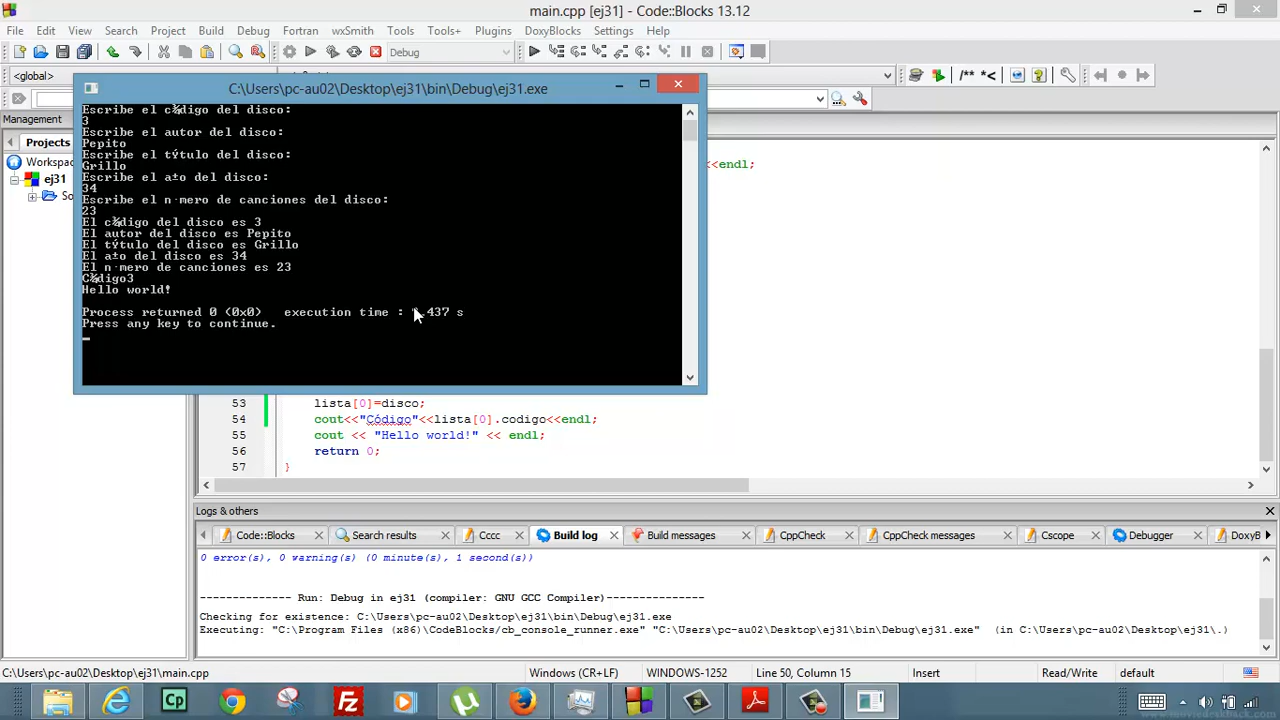 main.cpp [ej31] - Code::Blocks 13.12
File Edit View Search Project Build Debug Fortran wxSmith Tools Tools+ Plugins DoxyBlocks Settings Help
Debug
<global>
/** *<
C:\Users\pc-au02\Desktop\ej31\bin\Debug\ej31.exe
Management
Projects
Workspac
ej31
So
Escribe el c¾digo del disco:
3
Escribe el autor del disco:
Pepito
Escribe el tÝtulo del disco:
Grillo
Escribe el a±o del disco:
34
Escribe el n·mero de canciones del disco:
23
El c¾digo del disco es 3
El autor del disco es Pepito
El tÝtulo del disco es Grillo
El a±o del disco es 34
El n·mero de canciones es 23
C¾digo3
Hello world!
Process returned 0 (0x0) execution time : 437 s
Press any key to continue.
<<endl;
53 lista[0]=disco;
54 cout<<"Código"<<lista[0].codigo<<endl;
55 cout << "Hello world!" << endl;
56 return 0;
57 }
Logs & others
Code::Blocks Search results Cccc Build log Build messages CppCheck CppCheck messages Cscope Debugger DoxyB
0 error(s), 0 warning(s) (0 minute(s), 1 second(s))
-------------- Run: Debug in ej31 (compiler: GNU GCC Compiler)---------------
Checking for existence: C:\Users\pc-au02\Desktop\ej31\bin\Debug\ej31.exe
Executing: "C:\Program Files (x86)\CodeBlocks/cb_console_runner.exe" "C:\Users\pc-au02\Desktop\ej31\bin\Debug\ej31.exe" (in C:\Users\pc-au02\Desktop\ej31\.)
C:\Users\pc-au02\Desktop\ej31\main.cpp Windows (CR+LF) WINDOWS-1252 Line 50, Column 15 Insert Read/Write default
Cp
FZ